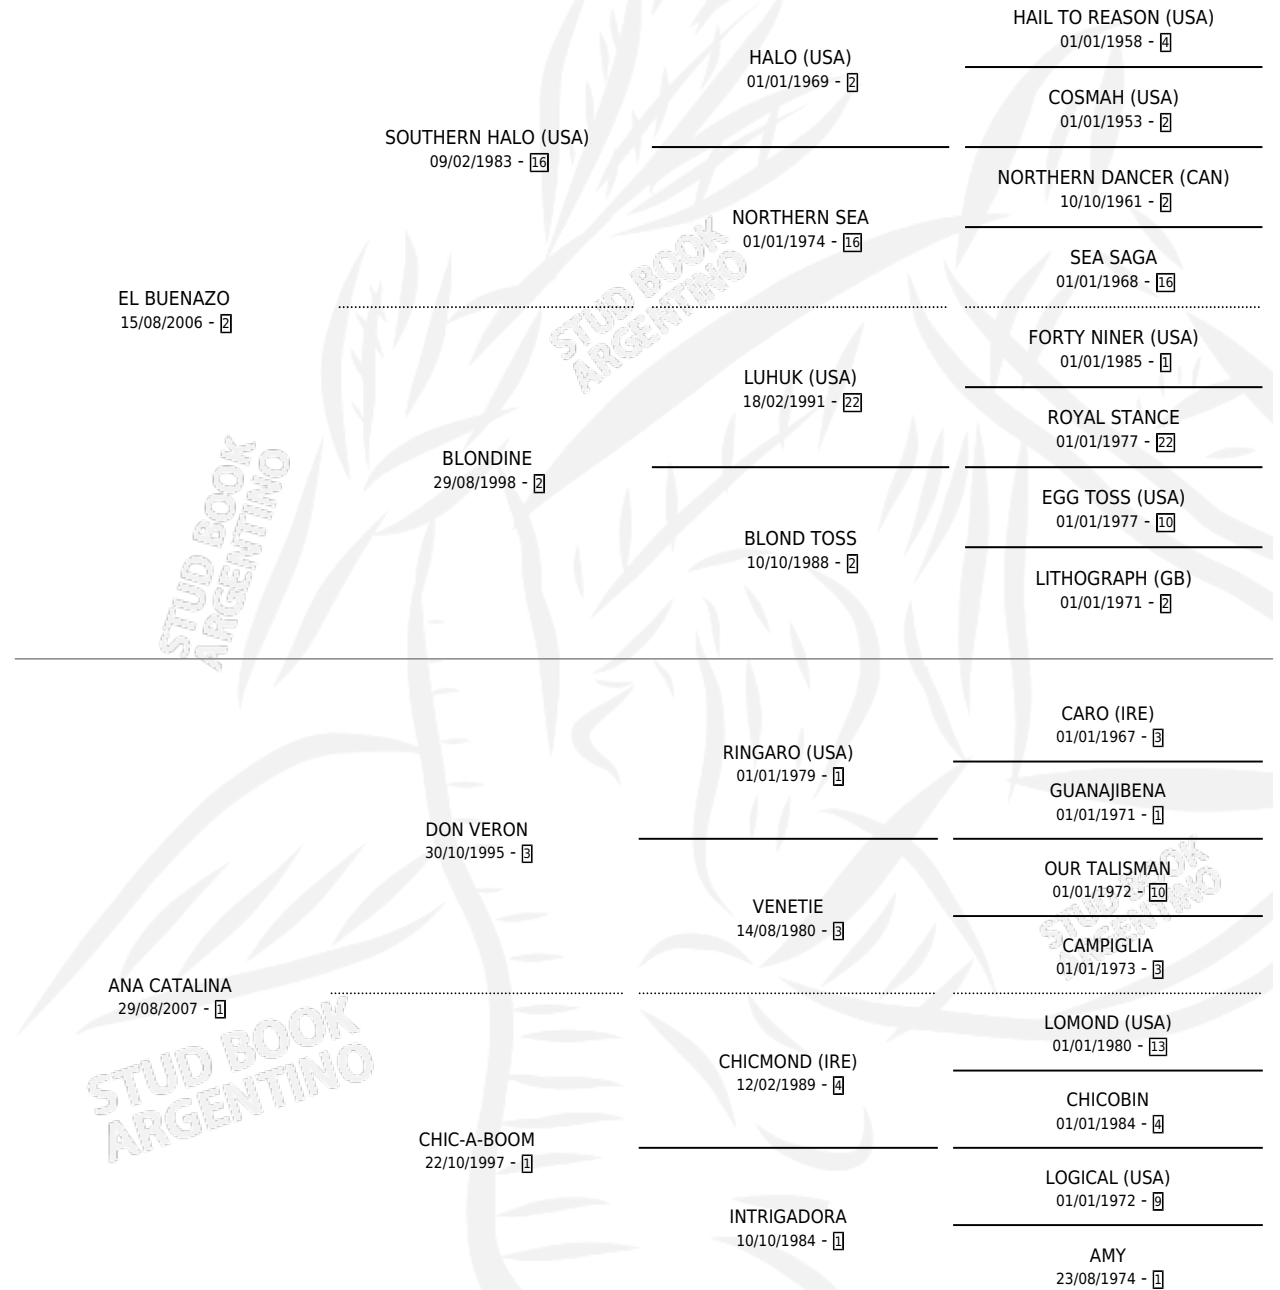 HAIL TO REASON (USA)
01/01/1958 - 4
HALO (USA)
01/01/1969 - 2
COSMAH (USA)
01/01/1953 - 2
SOUTHERN HALO (USA)
09/02/1983 - 16
NORTHERN DANCER (CAN)
10/10/1961 - 2
NORTHERN SEA
01/01/1974 - 16
SEA SAGA
01/01/1968 - 16
EL BUENAZO
15/08/2006 - 2
FORTY NINER (USA)
01/01/1985 - 1
LUHUK (USA)
18/02/1991 - 22
ROYAL STANCE
01/01/1977 - 22
BLONDINE
29/08/1998 - 2
EGG TOSS (USA)
01/01/1977 - 10
BLOND TOSS
10/10/1988 - 2
LITHOGRAPH (GB)
01/01/1971 - 2
STUD BOOK
ARGENTINO
STUD BOOK
ARGENTINO
CARO (IRE)
01/01/1967 - 3
RINGARO (USA)
01/01/1979 - 1
GUANAJIBENA
01/01/1971 - 1
DON VERON
30/10/1995 - 3
OUR TALISMAN
01/01/1972 - 10
VENETIE
14/08/1980 - 3
CAMPIGLIA
01/01/1973 - 3
STUD BOOK
ARGENTINO
ANA CATALINA
29/08/2007 - 1
LOMOND (USA)
01/01/1980 - 13
CHICMOND (IRE)
12/02/1989 - 4
CHICOBIN
01/01/1984 - 4
STUD BOOK
ARGENTINO
CHIC-A-BOOM
22/10/1997 - 1
LOGICAL (USA)
01/01/1972 - 9
INTRIGADORA
10/10/1984 - 1
AMY
23/08/1974 - 1